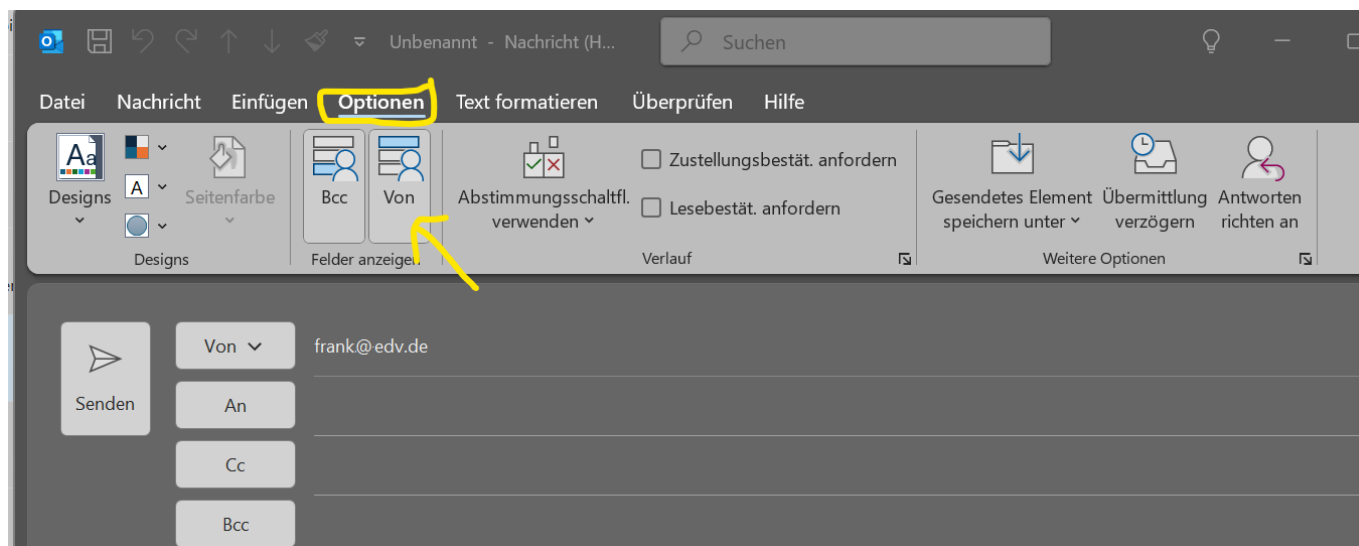 Unbenannt - Nachricht (H...
Suchen
Datei Nachricht Einfügen Optionen Text formatieren Überprüfen Hilfe
Aa
A
Designs
Seitenfarbe
Designs
Bcc
Von
Felder anzeigen
Abstimmungsschaltfl.
verwenden
Zustellungsbestät. anfordern
Lesebestät. anfordern
Verlauf
Gesendetes Element
speichern unter
Übermittlung
verzögern
Antworten
richten an
Weitere Optionen
Senden
Von
frank@edv.de
An
Cc
Bcc